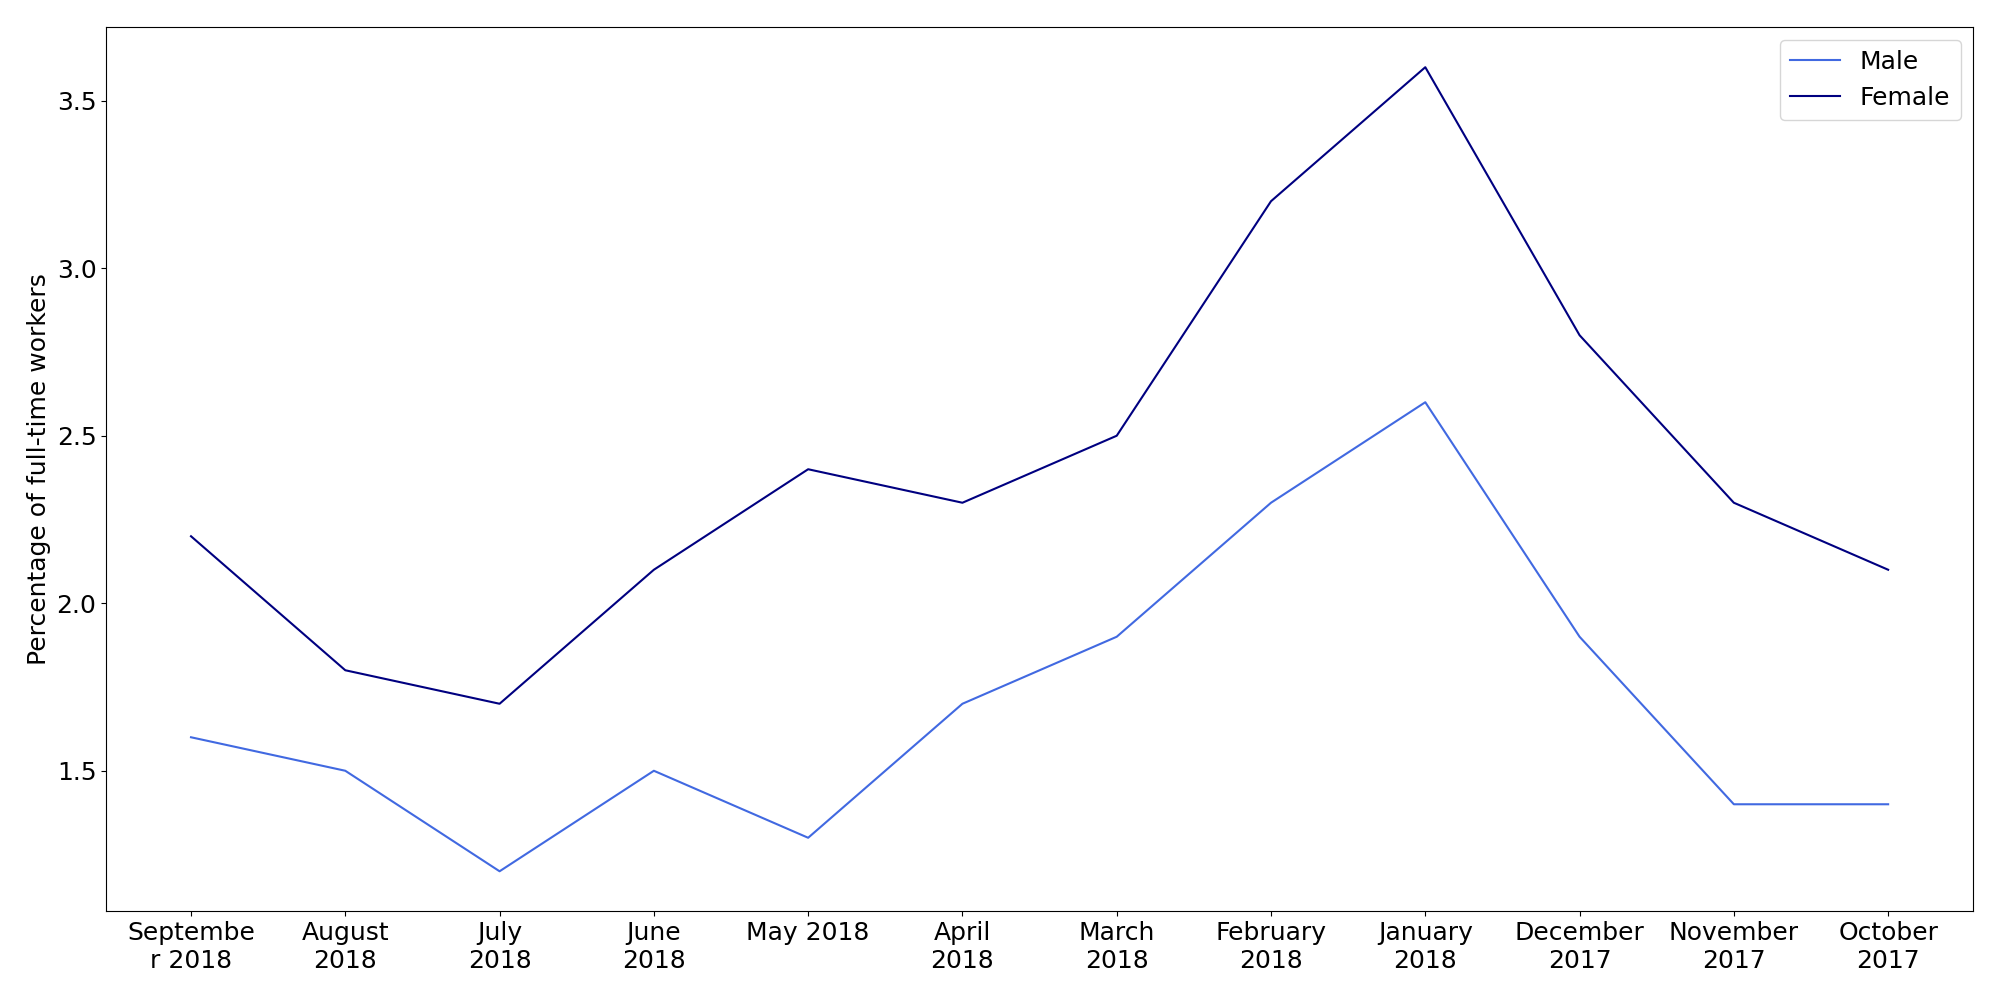 Male
Female
Percentage of full-time workers
3.5
3.0
2.5
2.0
1.5
Septembe
r 2018
August
2018
July
2018
June
2018
May 2018
April
2018
March
2018
February
2018
January
2018
December
2017
November
2017
October
2017